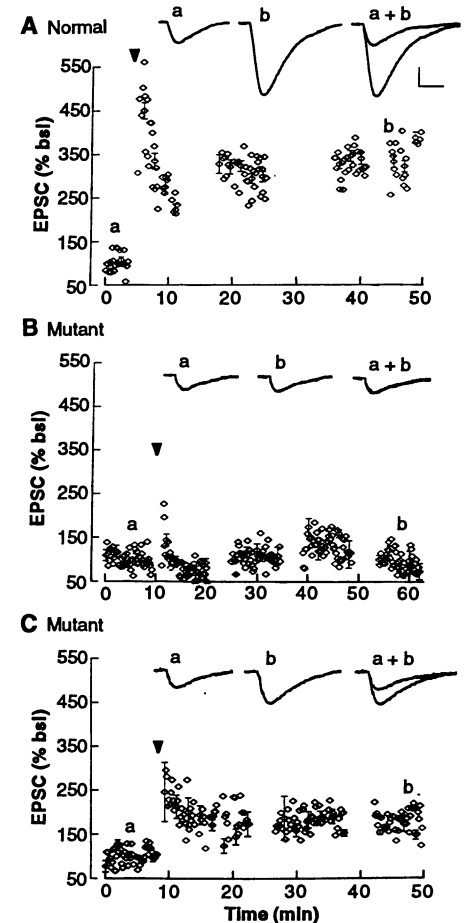 A Normal
a b a + b
550
450
350
250
150
50
EPSC (% bsl)
a
b
0 10 20 30 40 50
B Mutant
a b a + b
550
450
350
250
150
50
EPSC (% bsl)
a
b
0 10 20 30 40 50 60
C Mutant
a b a + b
550
450
350
250
150
50
EPSC (% bsl)
a
b
0 10 20 30 40 50
Time (min)